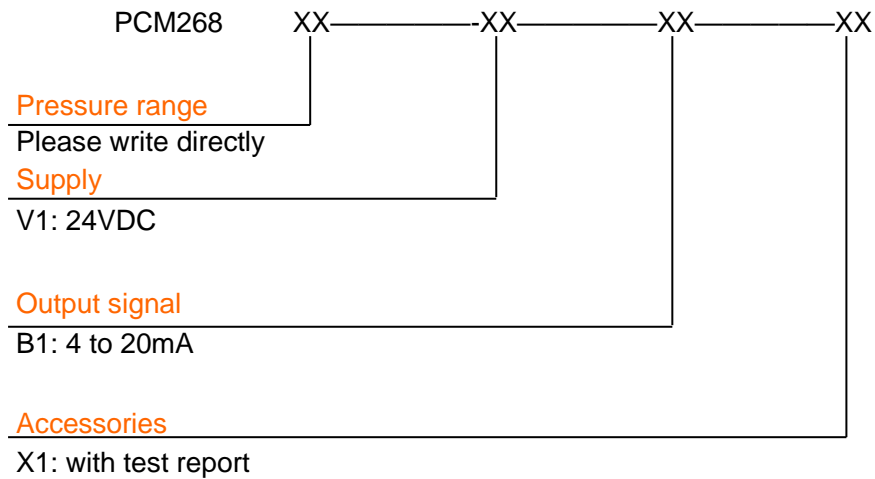 PCM268 XX -XX XX XX
Pressure range
Please write directly
Supply
V1: 24VDC
Output signal
B1: 4 to 20mA
Accessories
X1: with test report